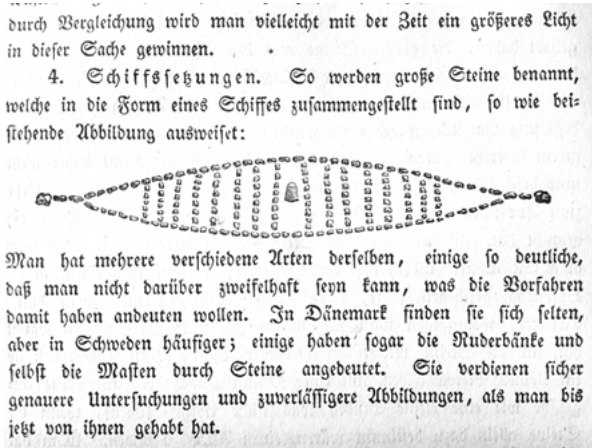 durch Vergleichung wird man vielleicht mit der Zeit ein größeres Licht
in dieser Sache gewinnen.
4. Schiffssetzungen. So werden große Steine benannt,
welche in die Form eines Schiffes zusammengestellt sind, so wie bei-
stehende Abbildung ausweiset:
Man hat mehrere verschiedene Arten derselben, einige so deutliche,
daß man nicht darüber zweifelhaft seyn kann, was die Vorfahren
damit haben andeuten wollen. In Dänemark finden sie sich selten,
aber in Schweden häufiger; einige haben sogar die Ruderbänke und
selbst die Masten durch Steine angedeutet. Sie verdienen sicher
genauere Untersuchungen und zuverlässigere Abbildungen, als man bis
jetzt von ihnen gehabt hat.